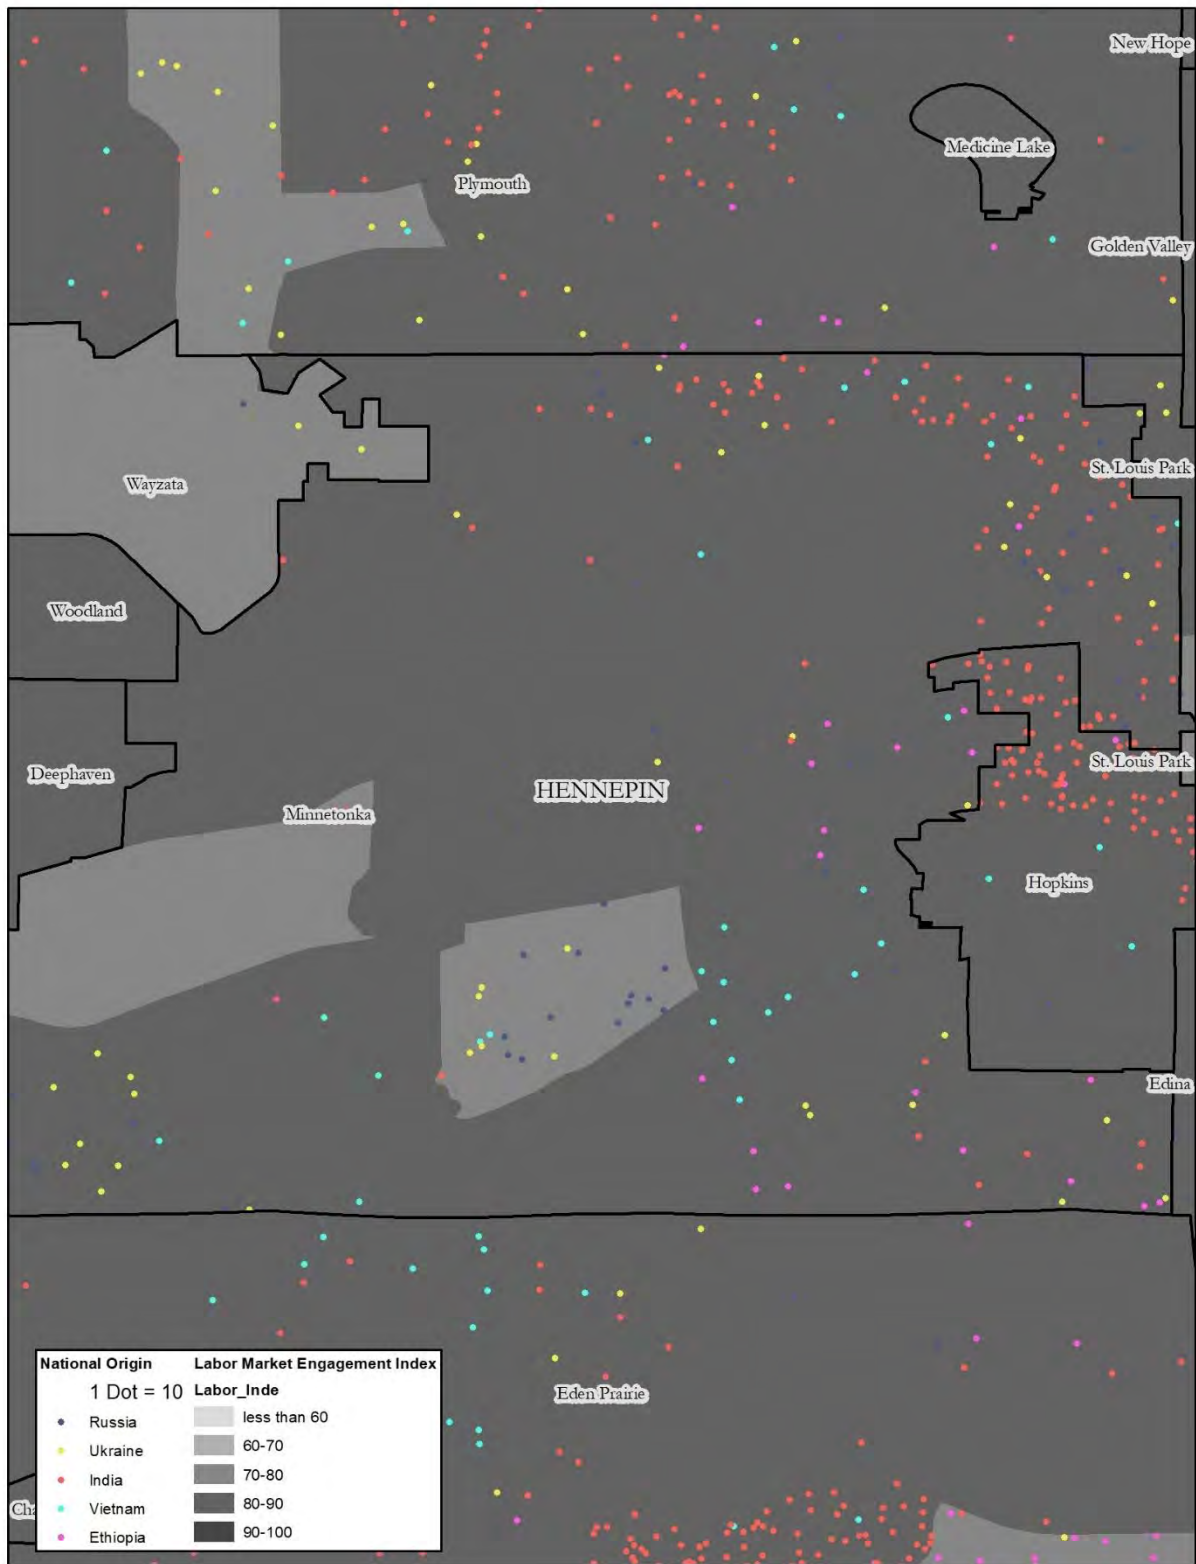 New Hope
Medicine Lake
Plymouth
Golden Valley
St. Louis Park
Wayzata
Woodland
Deephaven
St. Louis Park
HENNEPIN
Minnetonka
Hopkins
Edina
Eden Prairie
Cha
National Origin
1 Dot = 10
Russia
Ukraine
India
Vietnam
Ethiopia
Labor Market Engagement Index
Labor_Inde
less than 60
60-70
70-80
80-90
90-100